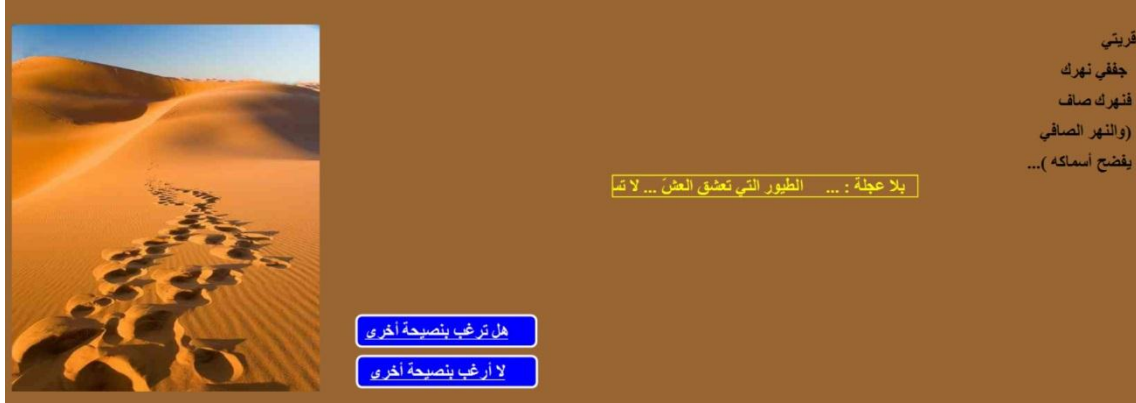 قريتي
جففي نهرك
فنهرك صاف
(والنهر الصافي
يفضح أسماكه )...
بلا عجلة : ... الطيور التي تعشق العشّ ... لا
هل ترغب بنصيحة أخرى
لا أرغب بنصيحة أخرى